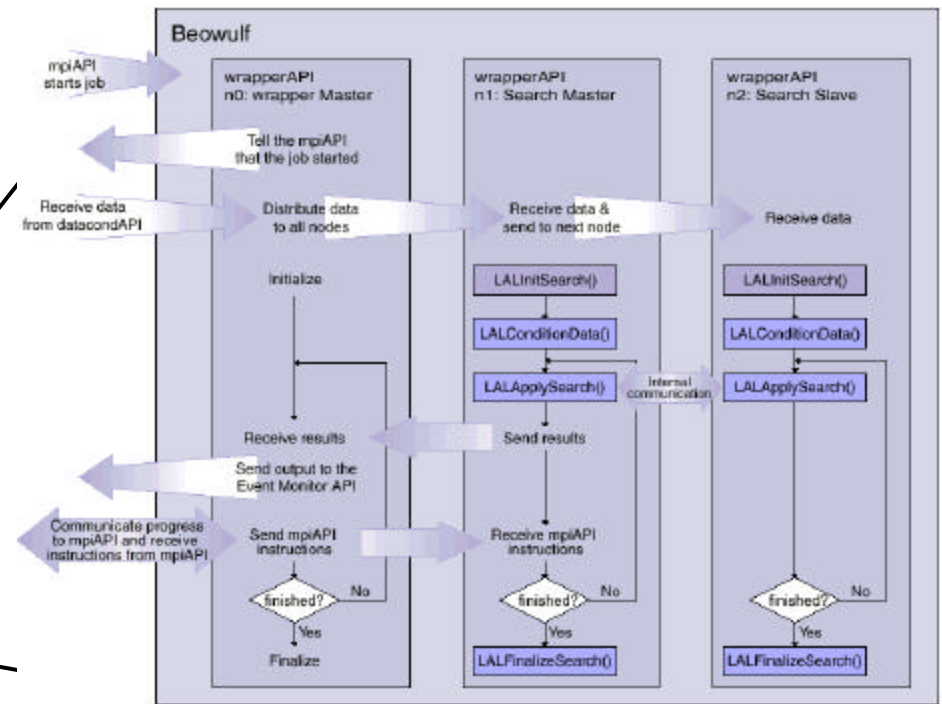 Beowulf
mpiAPI
starts job
wrapperAPI
n0: wrapper Master
wrapperAPI
n1: Search Master
wrapperAPI
n2: Search Slave
Tell the mpiAPI
that the job started
Receive data
from datacondAPI
Distribute data
to all nodes
Receive data &
send to next node
Receive data
Initialize
LALInitSearch()
LALInitSearch()
LALConditionData()
LALConditionData()
LALApplySearch()
Internal
communication
LALApplySearch()
Receive results
Send results
Send output to the
Event Monitor API
Communicate progress
to mpiAPI and receive
instructions from mpiAPI
Send mpiAPI
instructions
Receive mpiAPI
instructions
finished?
No
finished?
No
finished?
No
Yes
Yes
Yes
Finalize
LALFinalizeSearch()
LALFinalizeSearch()